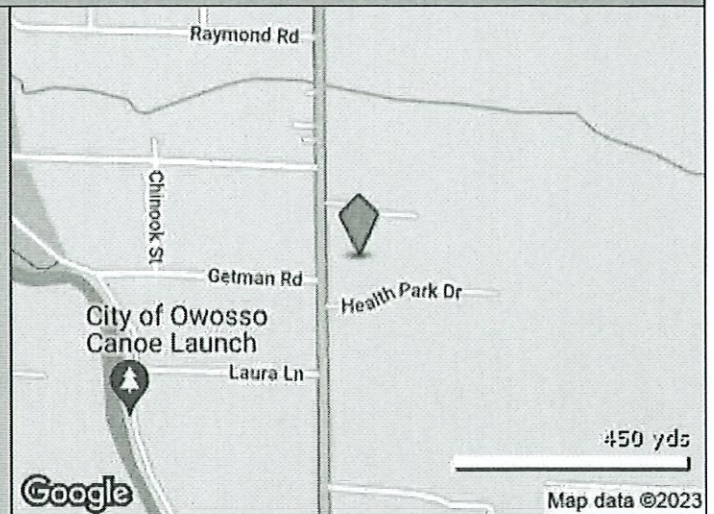 Raymond Rd
Chinook St
Getman Rd
Health Park Dr
City of Owosso
Canoe Launch
Laura Ln
450 yds
Google
Map data ©2023